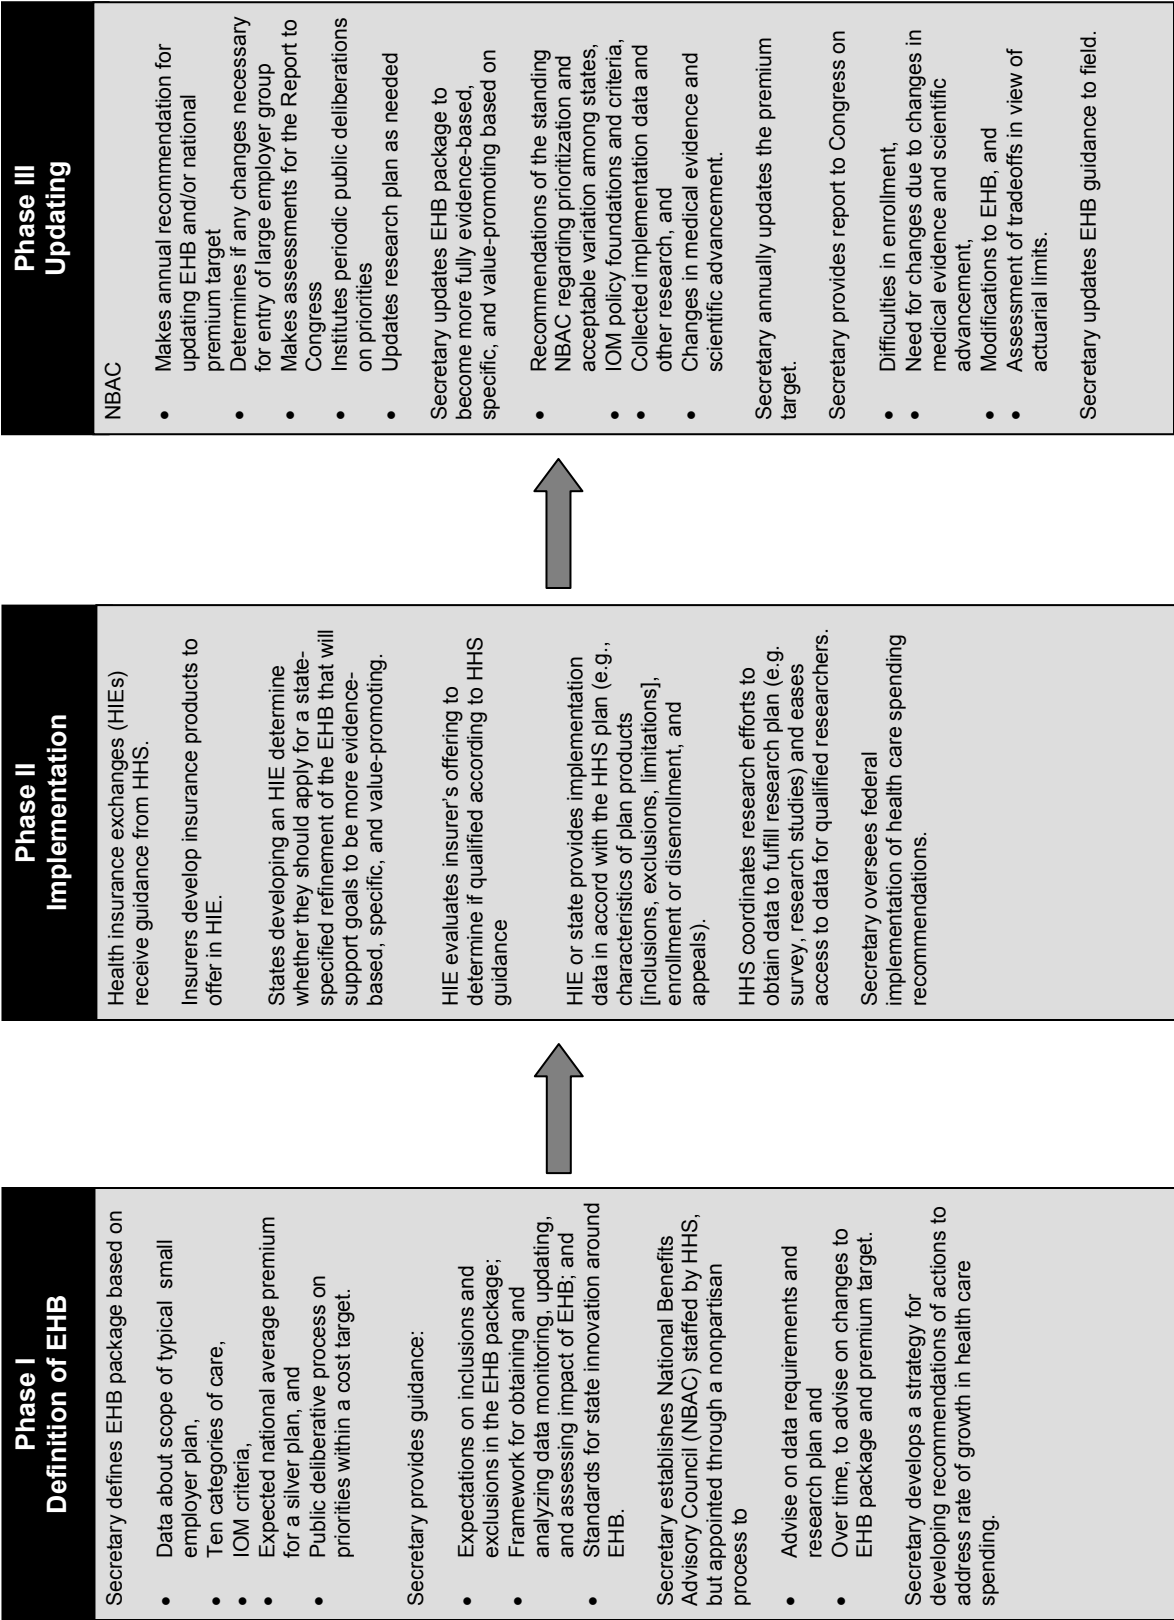 Phase I
Definition of EHB
Secretary defines EHB package based on
• Data about scope of typical small
employer plan,
• Ten categories of care,
• IOM criteria,
• Expected national average premium
for a silver plan, and
• Public deliberative process on
priorities within a cost target.
Secretary provides guidance:
• Expectations on inclusions and
exclusions in the EHB package;
• Framework for obtaining and
analyzing data monitoring, updating,
and assessing impact of EHB; and
• Standards for state innovation around
EHB.
Secretary establishes National Benefits
Advisory Council (NBAC) staffed by HHS,
but appointed through a nonpartisan
process to
• Advise on data requirements and
research plan and
• Over time, to advise on changes to
EHB package and premium target.
Secretary develops a strategy for
developing recommendations of actions to
address rate of growth in health care
spending.
Phase II
Implementation
Health insurance exchanges (HIEs)
receive guidance from HHS.
Insurers develop insurance products to
offer in HIE.
States developing an HIE determine
whether they should apply for a state-
specified refinement of the EHB that will
support goals to be more evidence-
based, specific, and value-promoting.
HIE evaluates insurer's offering to
determine if qualified according to HHS
guidance
HIE or state provides implementation
data in accord with the HHS plan (e.g.,
characteristics of plan products
[inclusions, exclusions, limitations],
enrollment or disenrollment, and
appeals).
HHS coordinates research efforts to
obtain data to fulfill research plan (e.g.
survey, research studies) and eases
access to data for qualified researchers.
Secretary oversees federal
implementation of health care spending
recommendations.
Phase III
Updating
NBAC
• Makes annual recommendation for
updating EHB and/or national
premium target
• Determines if any changes necessary
for entry of large employer group
• Makes assessments for the Report to
Congress
• Institutes periodic public deliberations
on priorities
• Updates research plan as needed
Secretary updates EHB package to
become more fully evidence-based,
specific, and value-promoting based on
• Recommendations of the standing
NBAC regarding prioritization and
acceptable variation among states,
• IOM policy foundations and criteria,
• Collected implementation data and
other research, and
• Changes in medical evidence and
scientific advancement.
Secretary annually updates the premium
target.
Secretary provides report to Congress on
• Difficulties in enrollment,
• Need for changes due to changes in
medical evidence and scientific
advancement,
• Modifications to EHB, and
• Assessment of tradeoffs in view of
actuarial limits.
Secretary updates EHB guidance to field.